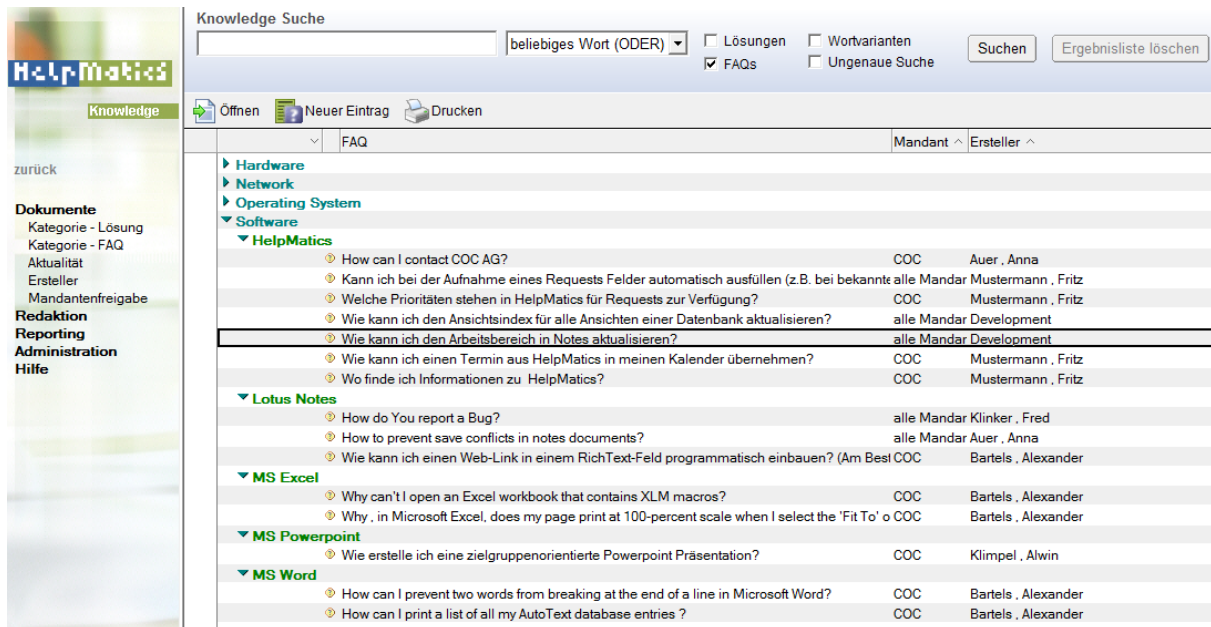 Knowledge Suche
beliebiges Wort (ODER)
Lösungen
Wortvarianten
FAQs
Ungenaue Suche
Suchen
Ergebnisliste löschen
HelpMatics
Knowledge
zurück
Dokumente
Kategorie - Lösung
Kategorie - FAQ
Aktualität
Ersteller
Mandantenfreigabe
Redaktion
Reporting
Administration
Hilfe
Öffnen Neuer Eintrag Drucken
FAQ Mandant Ersteller
Hardware
Network
Operating System
Software
HelpMatics
How can I contact COC AG? COC Auer , Anna
Kann ich bei der Aufnahme eines Requests Felder automatisch ausfüllen (z.B. bei bekannte alle Mandar Mustermann , Fritz
Welche Prioritäten stehen in HelpMatics für Requests zur Verfügung? COC Mustermann , Fritz
Wie kann ich den Ansichtsindex für alle Ansichten einer Datenbank aktualisieren? alle Mandar Development
Wie kann ich den Arbeitsbereich in Notes aktualisieren? alle Mandar Development
Wie kann ich einen Termin aus HelpMatics in meinen Kalender übernehmen? COC Mustermann , Fritz
Wo finde ich Informationen zu HelpMatics? COC Mustermann , Fritz
Lotus Notes
How do You report a Bug? alle Mandar Klinker , Fred
How to prevent save conflicts in notes documents? alle Mandar Auer , Anna
Wie kann ich einen Web-Link in einem RichText-Feld programmatisch einbauen? (Am Best COC Bartels , Alexander
MS Excel
Why can't I open an Excel workbook that contains XLM macros? COC Bartels , Alexander
Why , in Microsoft Excel, does my page print at 100-percent scale when I select the 'Fit To' o COC Bartels , Alexander
MS Powerpoint
Wie erstelle ich eine zielgruppenorientierte Powerpoint Präsentation? COC Klimpel , Alwin
MS Word
How can I prevent two words from breaking at the end of a line in Microsoft Word? COC Bartels , Alexander
How can I print a list of all my AutoText database entries ? COC Bartels , Alexander